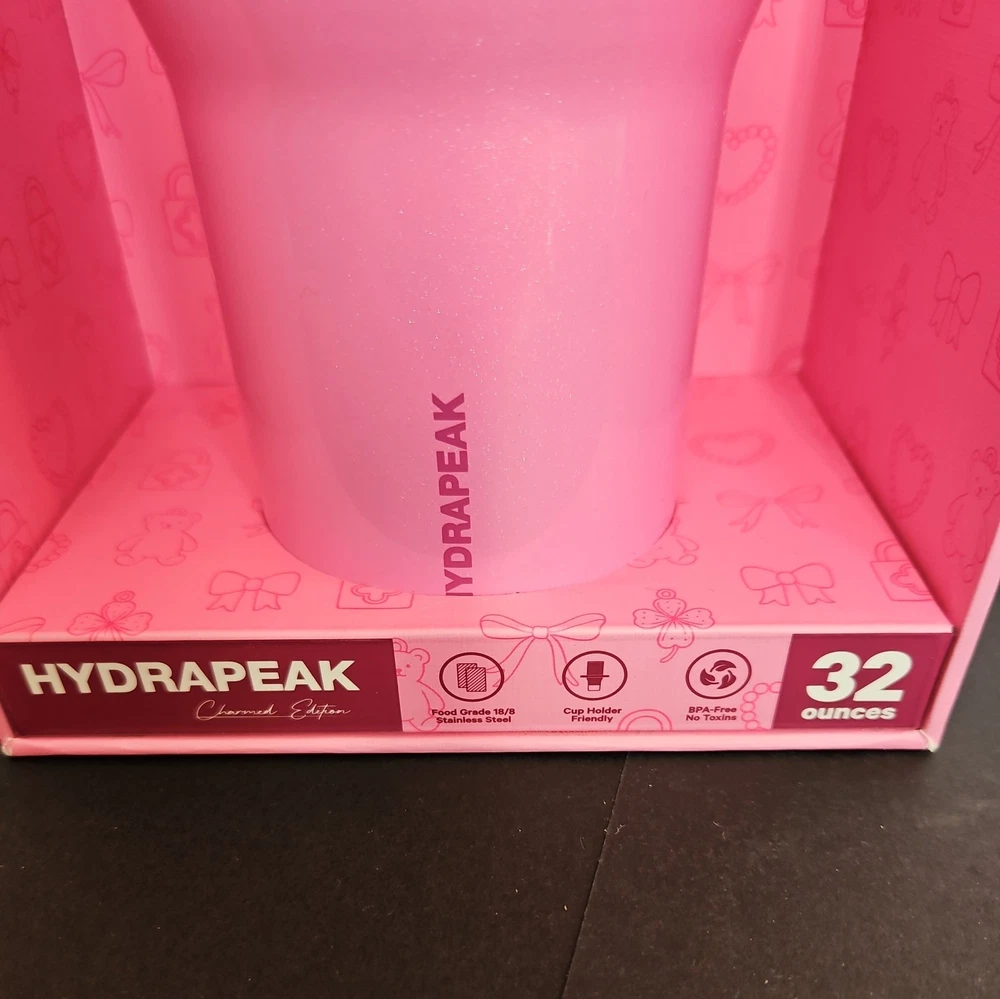 HYDRAPEAK
HYDRAPEAK
Charmed Edition
Food Grade 18/8
Stainless Steel
Cup Holder
Friendly
BPA-Free
No Toxins
32
ounces